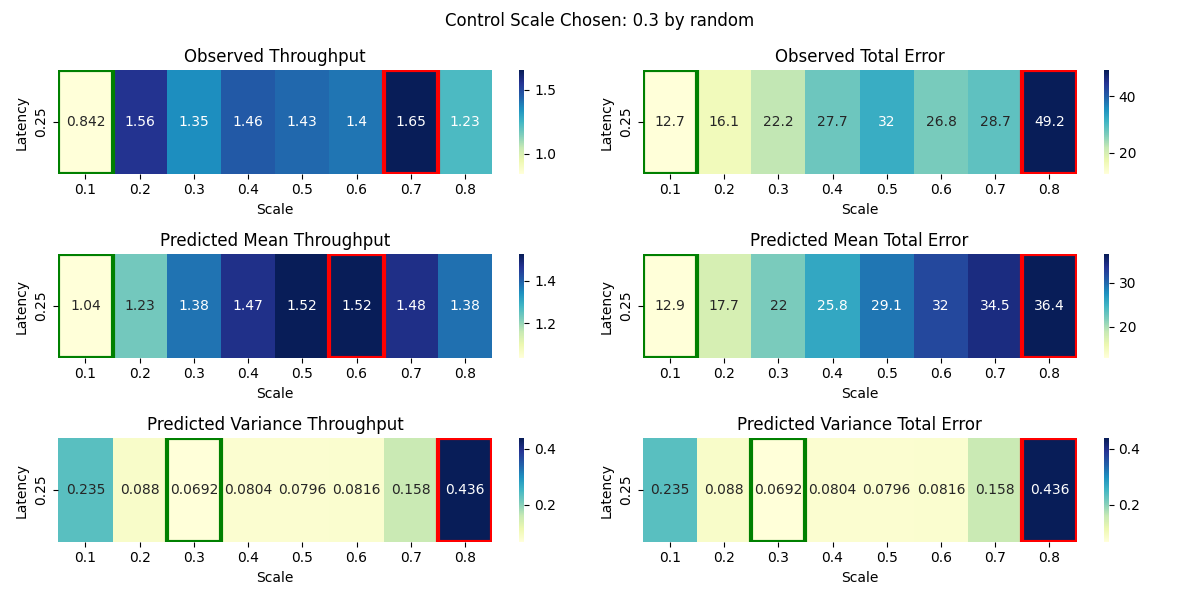 Control Scale Chosen: 0.3 by random
Observed Throughput
Latency
0.25
0.842 1.56 1.35 1.46 1.43 1.4 1.65 1.23
0.1 0.2 0.3 0.4 0.5 0.6 0.7 0.8
Scale
1.5
1.0
Observed Total Error
Latency
0.25
12.7 16.1 22.2 27.7 32 26.8 28.7 49.2
0.1 0.2 0.3 0.4 0.5 0.6 0.7 0.8
Scale
40
20
Predicted Mean Throughput
Latency
0.25
1.04 1.23 1.38 1.47 1.52 1.52 1.48 1.38
0.1 0.2 0.3 0.4 0.5 0.6 0.7 0.8
Scale
1.4
1.2
Predicted Mean Total Error
Latency
0.25
12.9 17.7 22 25.8 29.1 32 34.5 36.4
0.1 0.2 0.3 0.4 0.5 0.6 0.7 0.8
Scale
30
20
Predicted Variance Throughput
Latency
0.25
0.235 0.088 0.0692 0.0804 0.0796 0.0816 0.158 0.436
0.1 0.2 0.3 0.4 0.5 0.6 0.7 0.8
Scale
0.4
0.2
Predicted Variance Total Error
Latency
0.25
0.235 0.088 0.0692 0.0804 0.0796 0.0816 0.158 0.436
0.1 0.2 0.3 0.4 0.5 0.6 0.7 0.8
Scale
0.4
0.2